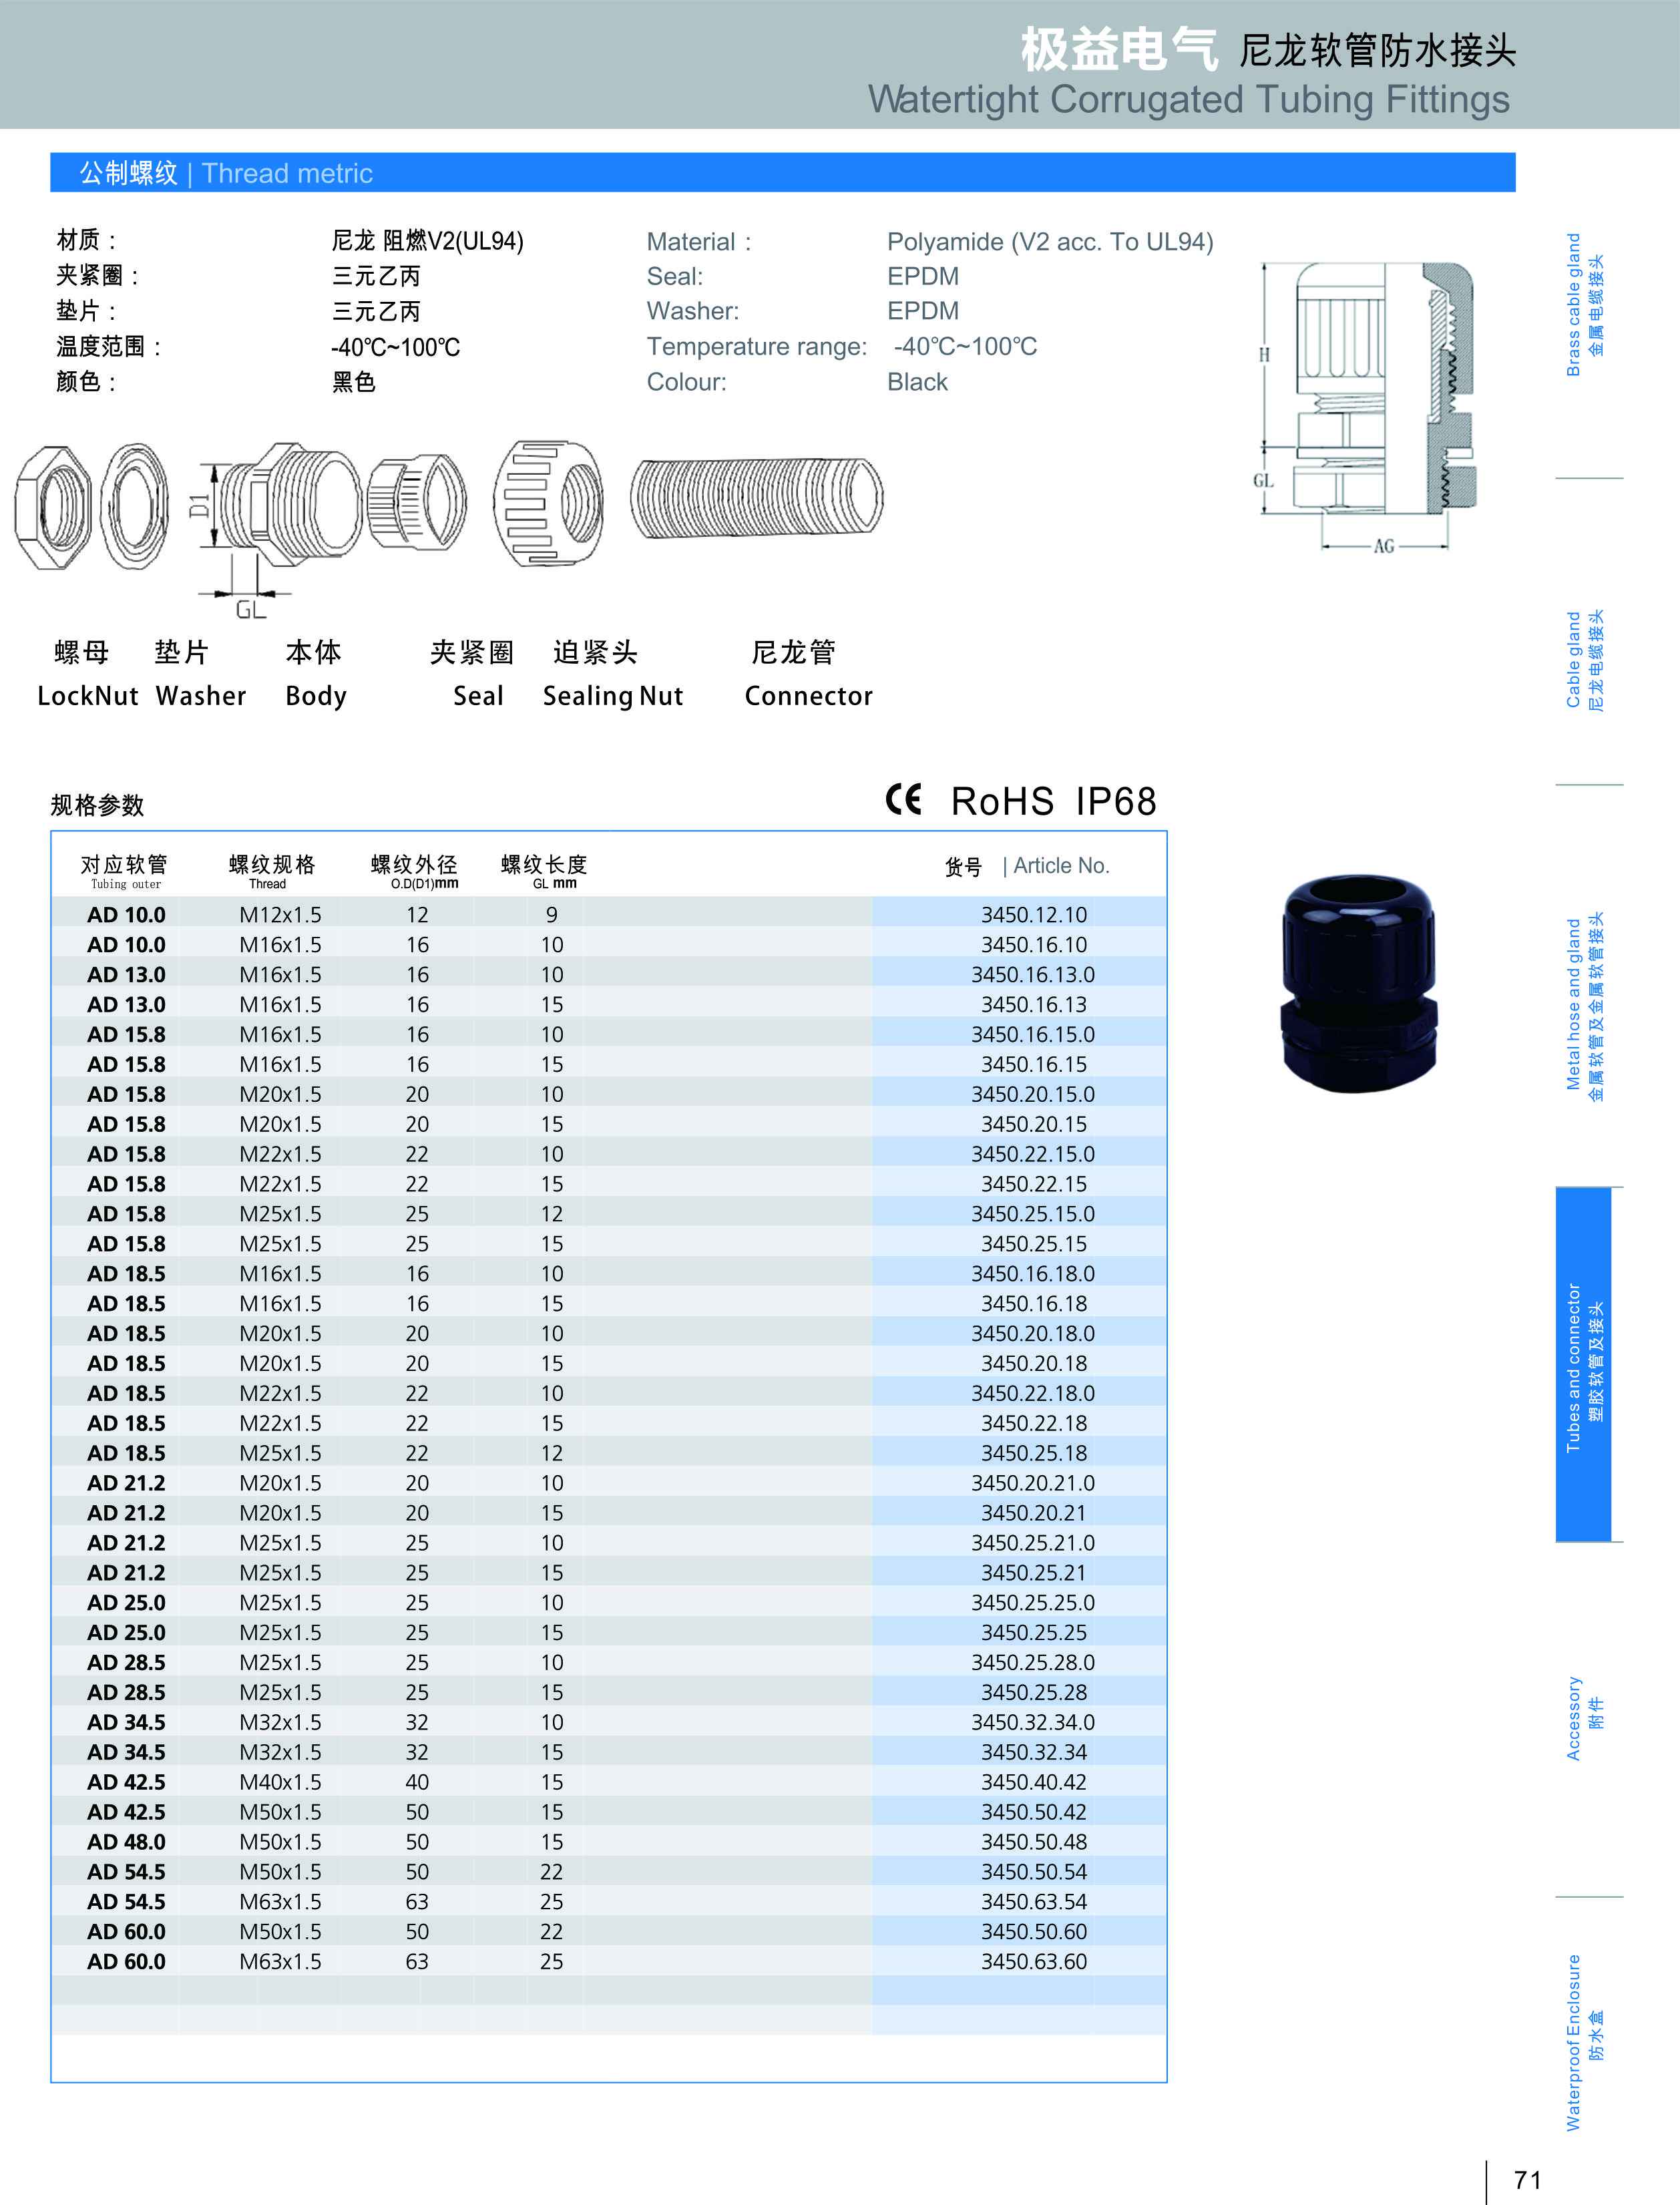 极益电气 尼龙软管防水接头
Watertight Corrugated Tubing Fittings
公制螺纹 | Thread metric
材质： 尼龙 阻燃V2(UL94) Material： Polyamide (V2 acc. To UL94)
夹紧圈： 三元乙丙 Seal: EPDM
垫片： 三元乙丙 Washer: EPDM
温度范围： -40℃~100℃ Temperature range: -40℃~100℃
颜色： 黑色 Colour: Black
H
GL
AG
D1
GL
螺母 垫片 本体 夹紧圈 迫紧头 尼龙管
LockNut Washer Body Seal Sealing Nut Connector
规格参数 CE RoHS IP68
对应软管 螺纹规格 螺纹外径 螺纹长度 货号 | Article No.
Tubing outer Thread O.D(D1)mm GL mm
AD 10.0 M12x1.5 12 9 3450.12.10
AD 10.0 M16x1.5 16 10 3450.16.10
AD 13.0 M16x1.5 16 10 3450.16.13.0
AD 13.0 M16x1.5 16 15 3450.16.13
AD 15.8 M16x1.5 16 10 3450.16.15.0
AD 15.8 M16x1.5 16 15 3450.16.15
AD 15.8 M20x1.5 20 10 3450.20.15.0
AD 15.8 M20x1.5 20 15 3450.20.15
AD 15.8 M22x1.5 22 10 3450.22.15.0
AD 15.8 M22x1.5 22 15 3450.22.15
AD 15.8 M25x1.5 25 12 3450.25.15.0
AD 15.8 M25x1.5 25 15 3450.25.15
AD 18.5 M16x1.5 16 10 3450.16.18.0
AD 18.5 M16x1.5 16 15 3450.16.18
AD 18.5 M20x1.5 20 10 3450.20.18.0
AD 18.5 M20x1.5 20 15 3450.20.18
AD 18.5 M22x1.5 22 10 3450.22.18.0
AD 18.5 M22x1.5 22 15 3450.22.18
AD 18.5 M25x1.5 22 12 3450.25.18
AD 21.2 M20x1.5 20 10 3450.20.21.0
AD 21.2 M20x1.5 20 15 3450.20.21
AD 21.2 M25x1.5 25 10 3450.25.21.0
AD 21.2 M25x1.5 25 15 3450.25.21
AD 25.0 M25x1.5 25 10 3450.25.25.0
AD 25.0 M25x1.5 25 15 3450.25.25
AD 28.5 M25x1.5 25 10 3450.25.28.0
AD 28.5 M25x1.5 25 15 3450.25.28
AD 34.5 M32x1.5 32 10 3450.32.34.0
AD 34.5 M32x1.5 32 15 3450.32.34
AD 42.5 M40x1.5 40 15 3450.40.42
AD 42.5 M50x1.5 50 15 3450.50.42
AD 48.0 M50x1.5 50 15 3450.50.48
AD 54.5 M50x1.5 50 22 3450.50.54
AD 54.5 M63x1.5 63 25 3450.63.54
AD 60.0 M50x1.5 50 22 3450.50.60
AD 60.0 M63x1.5 63 25 3450.63.60
Brass cable gland
金属电缆接头
Cable gland
尼龙电缆接头
Metal hose and gland
金属软管及金属软管接头
Tubes and connector
塑胶软管及接头
Accessory
附件
Waterproof Enclosure
防水盒
71